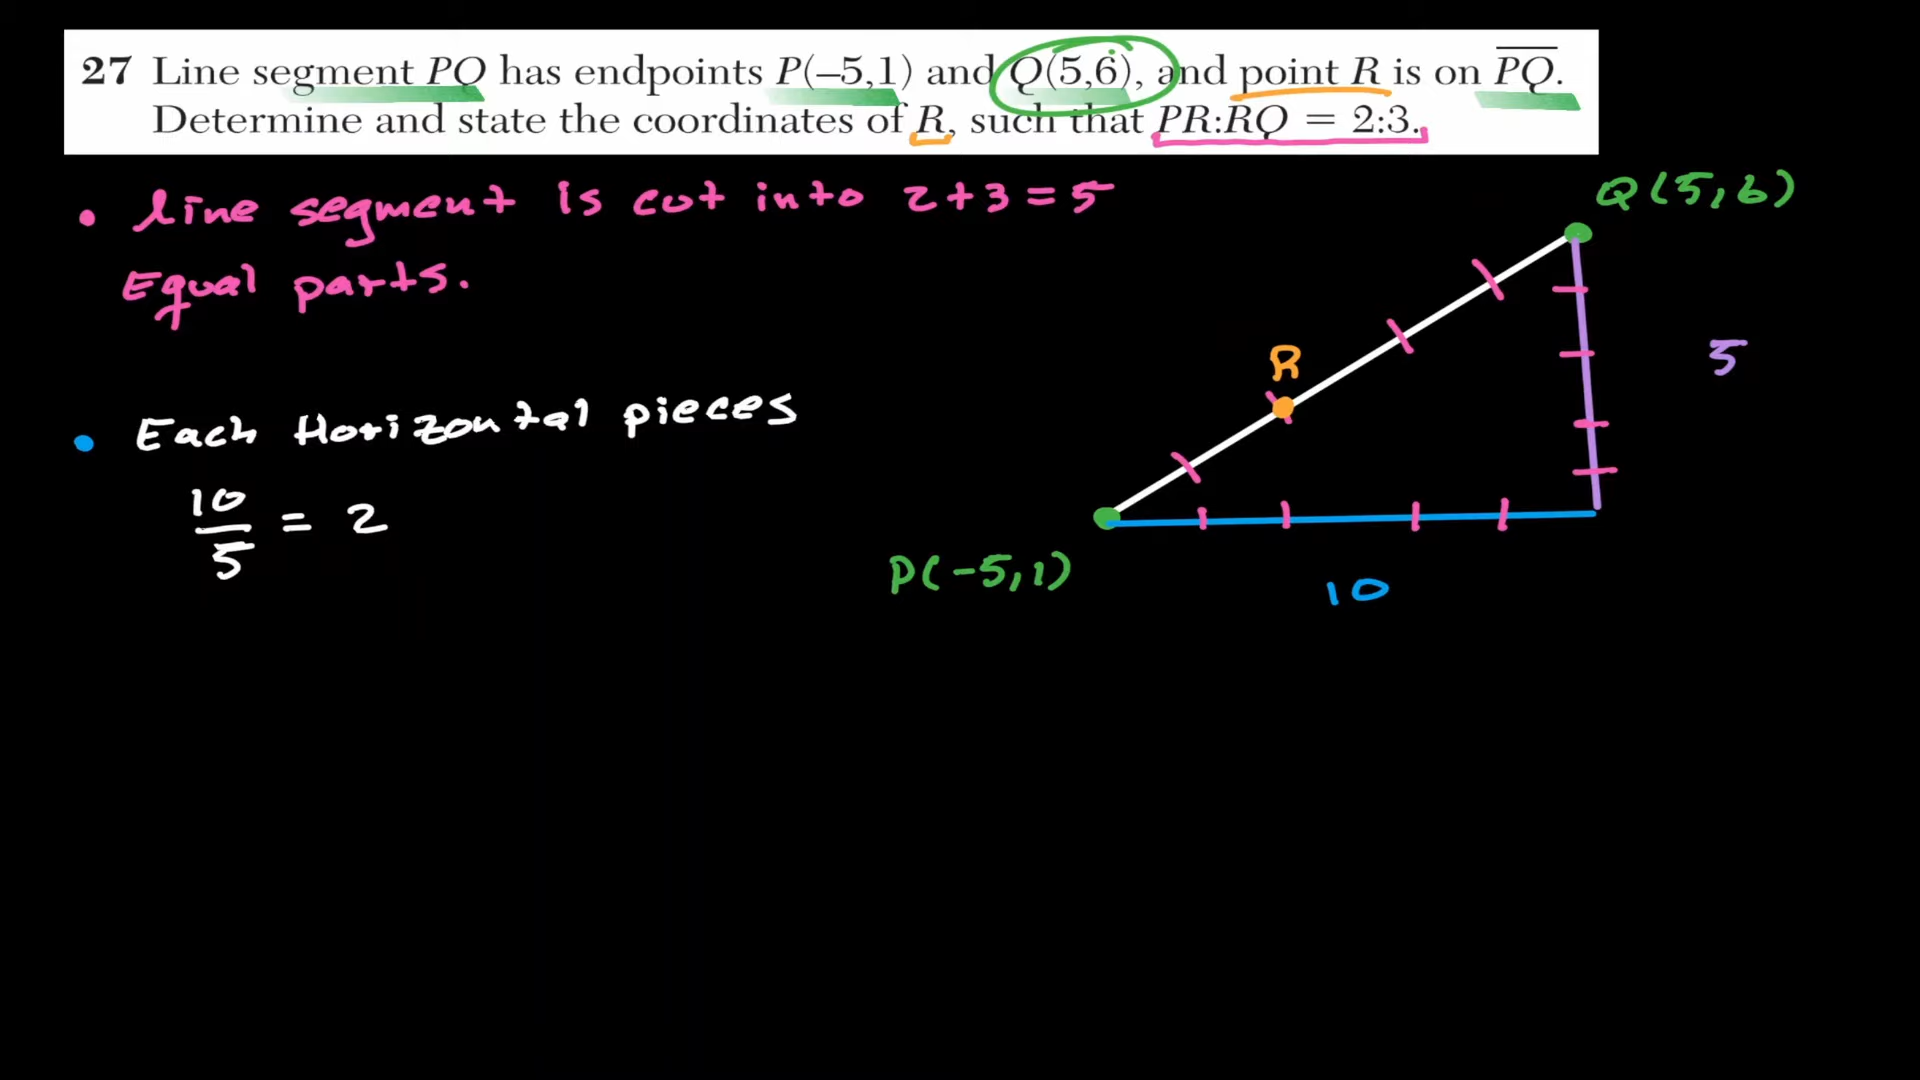 27 Line segment PQ has endpoints P(–5,1) and Q(5,6), and point R is on PQ.
Determine and state the coordinates of R, such that PR:RQ = 2:3.
• Line segment is cut into 2+3=5
Equal parts.
• Each Horizontal pieces
10/5 = 2
Q(5,6)
R
5
P(-5,1)
10